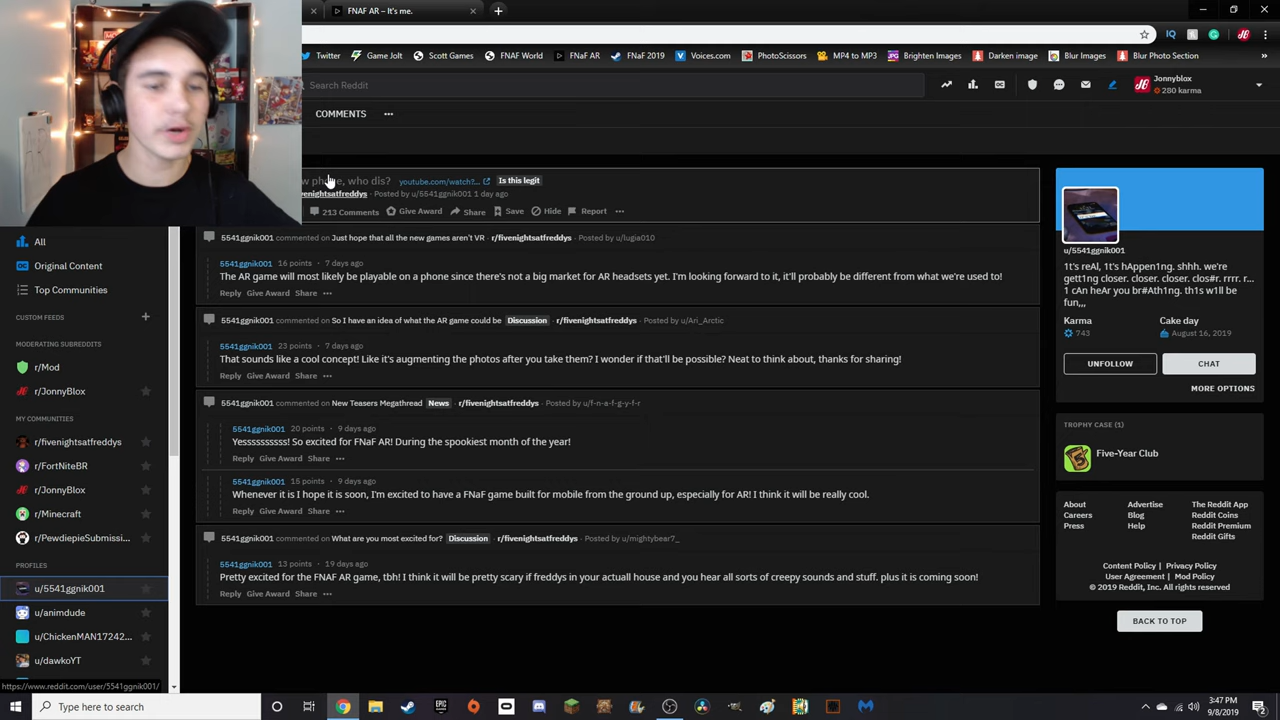 FNAF AR – It's me.
Twitter
Game Jolt
Scott Games
FNAF World
FNaF AR
FNaF 2019
Voices.com
PhotoScissors
MP4 to MP3
Brighten Images
Darken image
Blur Images
Blur Photo Section
Search Reddit
Jonnyblox
280 karma
COMMENTS
who dis?
youtube.com/watch?...
Is this legit
Posted by u/5541ggnik001 1 day ago
213 Comments Give Award Share Save Hide Report
All
Original Content
Top Communities
CUSTOM FEEDS
MODERATING SUBREDDITS
r/Mod
r/JonnyBlox
MY COMMUNITIES
r/fivenightsatfreddys
r/FortNiteBR
r/JonnyBlox
r/Minecraft
r/PewdiepieSubmissi...
PROFILES
u/5541ggnik001
u/animdude
u/ChickenMAN17242...
u/dawkoYT
https://www.reddit.com/user/5541ggnik001/
5541ggnik001 commented on Just hope that all the new games aren't VR · r/fivenightsatfreddys · Posted by u/lugia010
5541ggnik001 16 points · 7 days ago
The AR game will most likely be playable on a phone since there's not a big market for AR headsets yet. I'm looking forward to it, it'll probably be different from what we're used to!
Reply Give Award Share
5541ggnik001 commented on So I have an idea of what the AR game could be Discussion · r/fivenightsatfreddys · Posted by u/Ari_Arctic
5541ggnik001 23 points · 7 days ago
That sounds like a cool concept! Like it's augmenting the photos after you take them? I wonder if that'll be possible? Neat to think about, thanks for sharing!
Reply Give Award Share
5541ggnik001 commented on New Teasers Megathread News · r/fivenightsatfreddys · Posted by u/f-n-a-f-g-y-f-r
5541ggnik001 20 points · 9 days ago
Yesssssssss! So excited for FNaF AR! During the spookiest month of the year!
Reply Give Award Share
5541ggnik001 15 points · 9 days ago
Whenever it is I hope it is soon, I'm excited to have a FNaF game built for mobile from the ground up, especially for AR! I think it will be really cool.
Reply Give Award Share
5541ggnik001 commented on What are you most excited for? Discussion · r/fivenightsatfreddys · Posted by u/mightybear7_
5541ggnik001 13 points · 19 days ago
Pretty excited for the FNAF AR game, tbh! I think it will be pretty scary if freddys in your actuall house and you hear all sorts of creepy sounds and stuff. plus it is coming soon!
Reply Give Award Share
u/5541ggnik001
1t's reAl, 1t's hAppen1ng. shhh. we're
gett1ng closer. closer. closer. clos#r. rrrr. r...
1 cAn heAr you br#Ath1ng. th1s w1ll be
fun,,,
Karma Cake day
743 August 16, 2019
UNFOLLOW CHAT
MORE OPTIONS
TROPHY CASE (1)
Five-Year Club
About Advertise The Reddit App
Careers Blog Reddit Coins
Press Help Reddit Premium
Reddit Gifts
Content Policy | Privacy Policy
User Agreement | Mod Policy
© 2019 Reddit, Inc. All rights reserved
BACK TO TOP
Type here to search
3:47 PM
9/8/2019